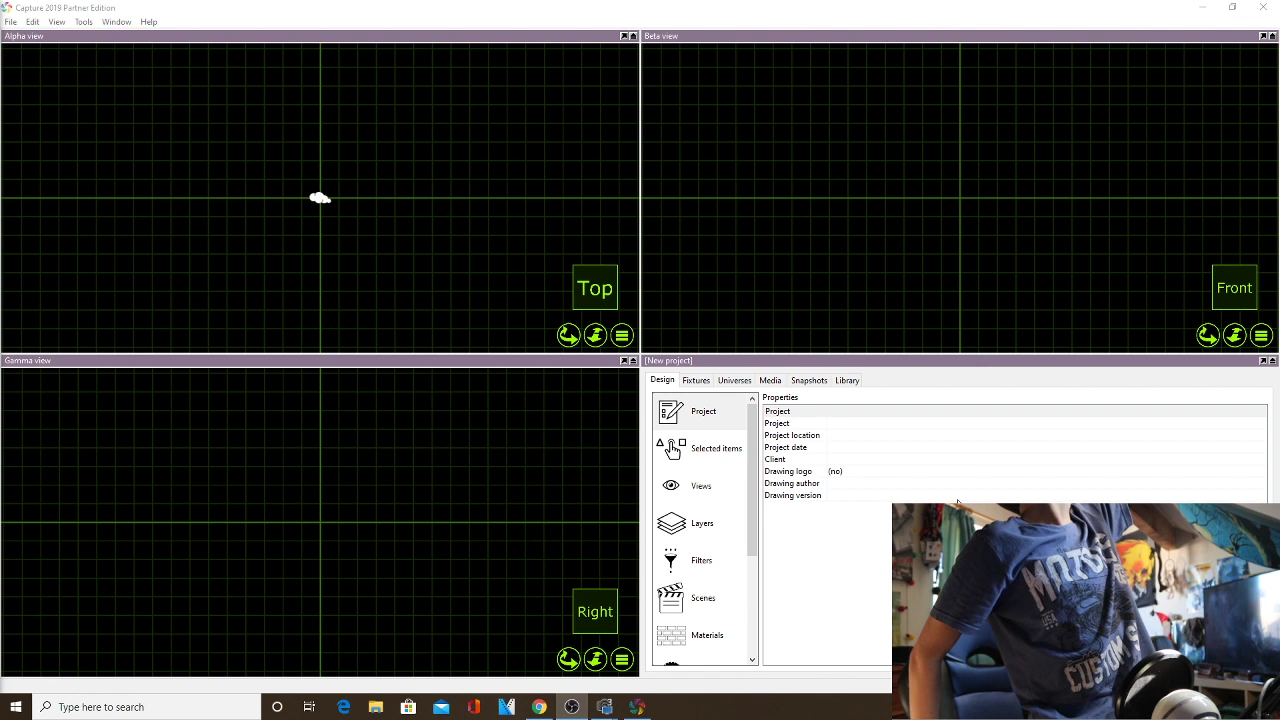 Capture 2019 Partner Edition
File Edit View Tools Window Help
Alpha view
Beta view
Top
Front
Gamma view
[New project]
Design Fixtures Universes Media Snapshots Library
Project
Selected items
Views
Layers
Filters
Scenes
Materials
Properties
Project
Project
Project location
Project date
Client
Drawing logo (no)
Drawing author
Drawing version
Right
USA
CUSTOM
Type here to search